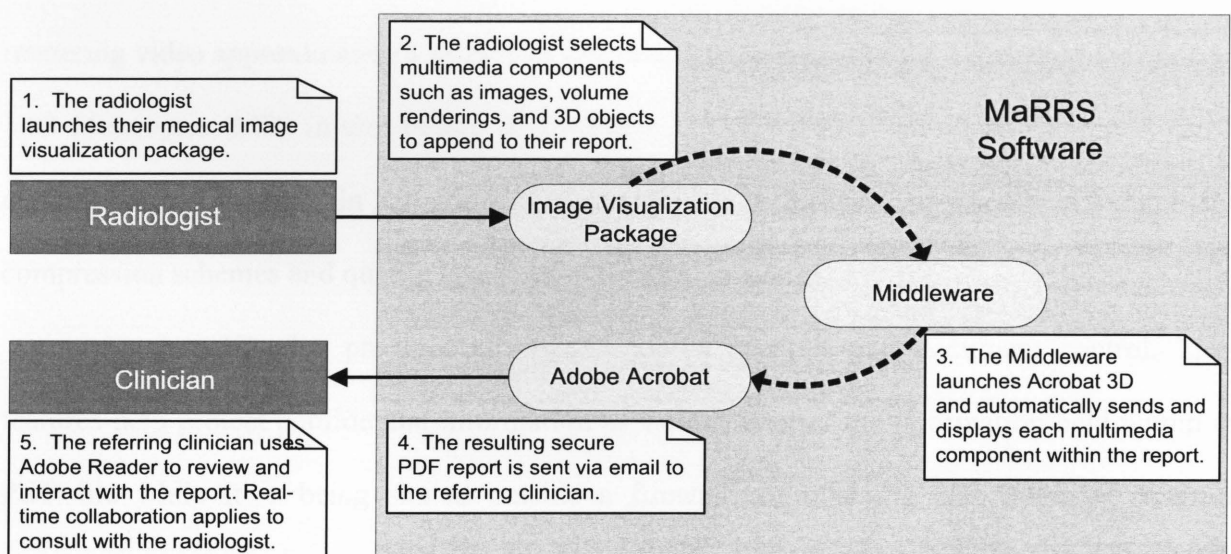 1. The radiologist
launches their medical image
visualization package.
2. The radiologist selects
multimedia components
such as images, volume
renderings, and 3D objects
to append to their report.
MaRRS
Software
Radiologist
Image Visualization
Package
Middleware
Clinician
Adobe Acrobat
3. The Middleware
launches Acrobat 3D
and automatically sends and
displays each multimedia
component within the report.
4. The resulting secure
PDF report is sent via email to
the referring clinician.
5. The referring clinician uses
Adobe Reader to review and
interact with the report. Real-
time collaboration applies to
consult with the radiologist.